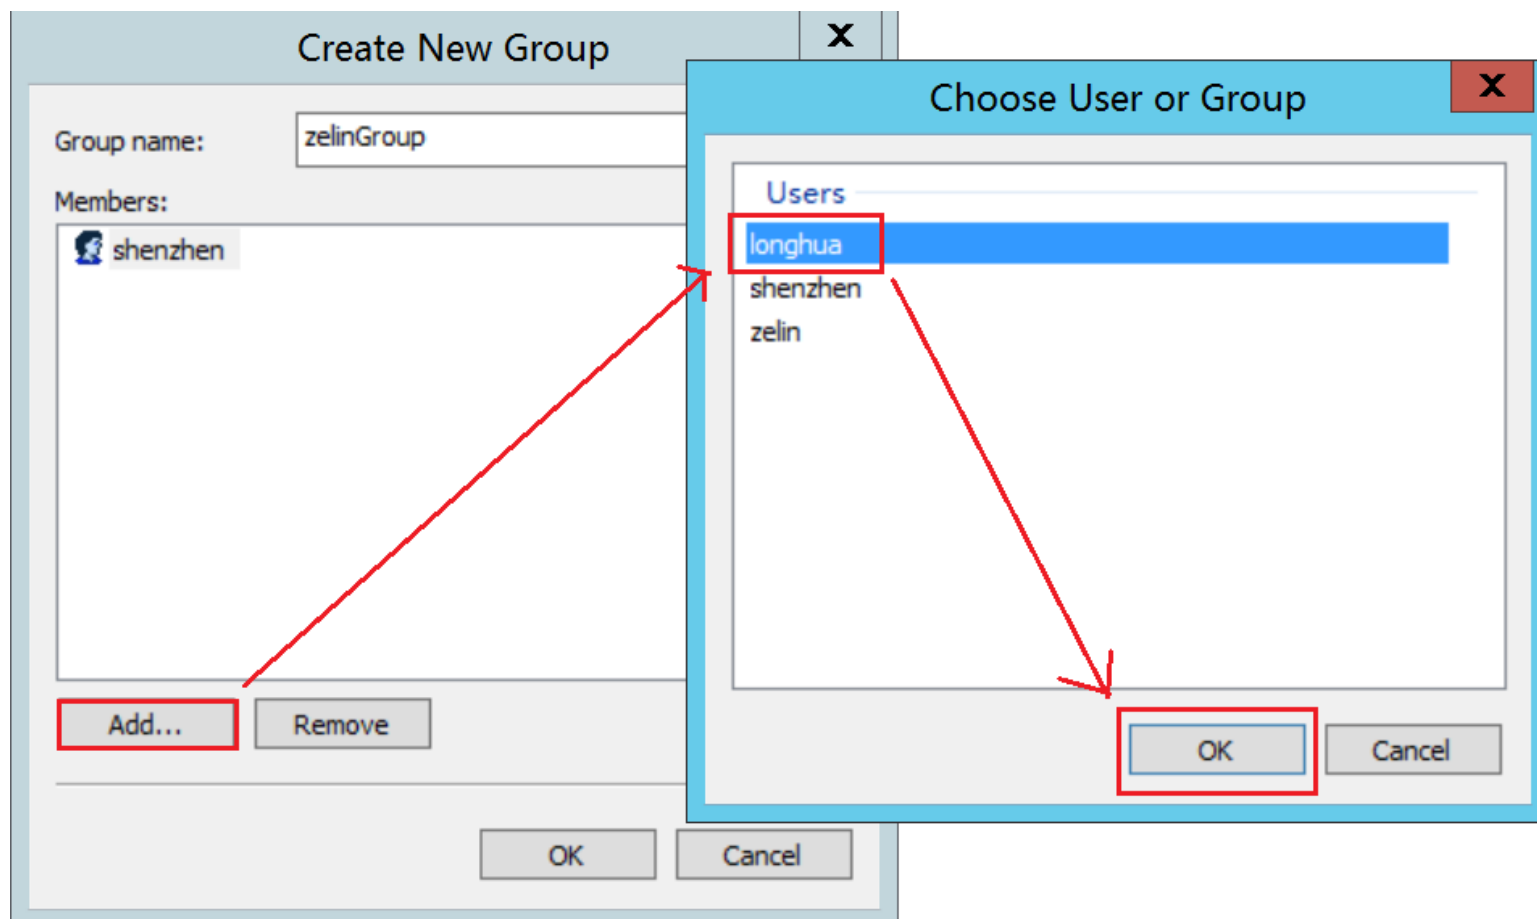 Create New Group
X
Group name:
zelinGroup
Members:
shenzhen
Add...
Remove
OK
Cancel
Choose User or Group
X
Users
longhua
shenzhen
zelin
OK
Cancel